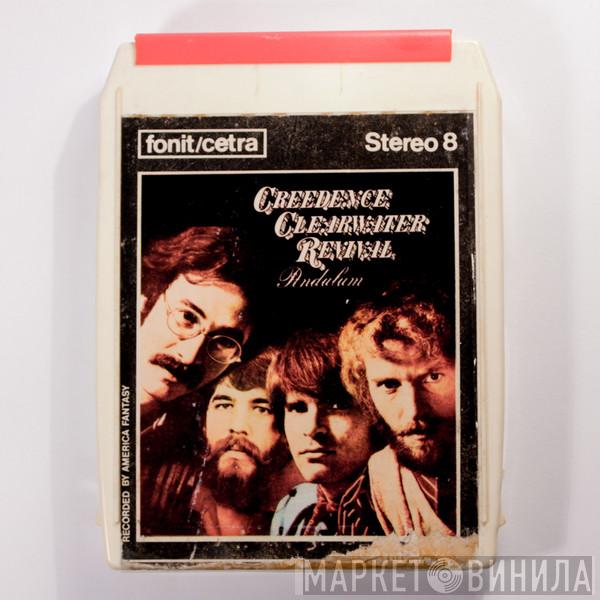 fonit/cetra
Stereo 8
CREEDENCE
CLEARWATER
REVIVAL
Pendulum
RECORDED BY AMERICA FANTASY
МАРКЕТ ВИНИЛА